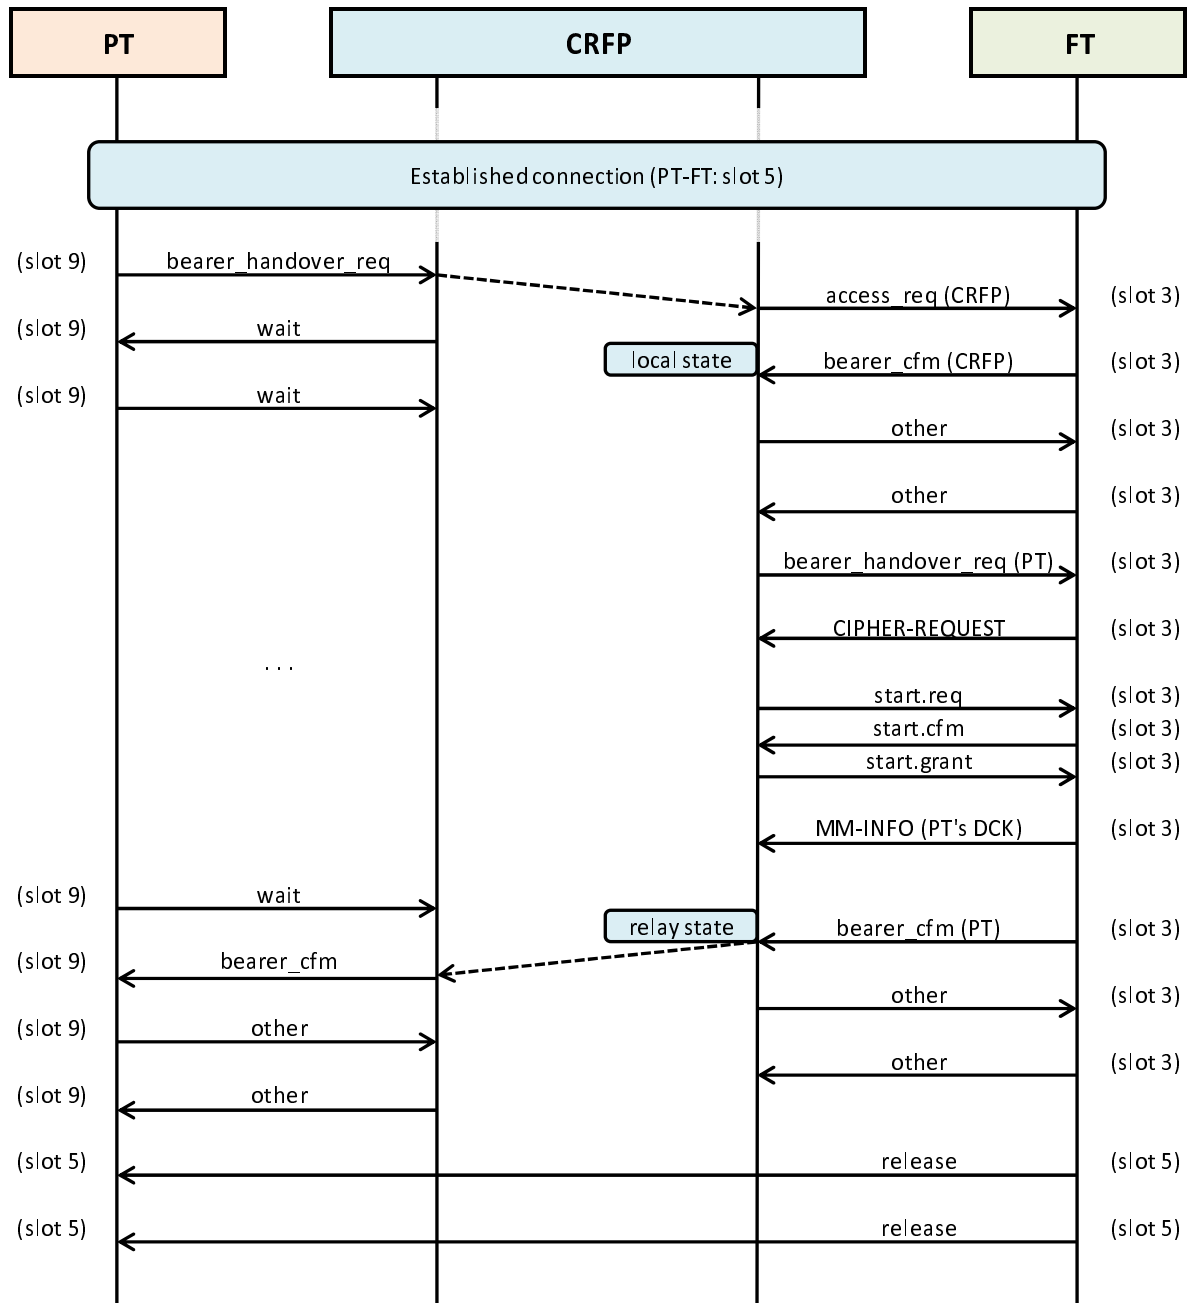 PT
CRFP
FT
Established connection (PT-FT: slot 5)
(slot 9)
bearer_handover_req
access_req (CRFP)
(slot 3)
(slot 9)
wait
local state
bearer_cfm (CRFP)
(slot 3)
(slot 9)
wait
other
(slot 3)
other
(slot 3)
bearer_handover_req (PT)
(slot 3)
CIPHER-REQUEST
(slot 3)
. . .
start.req
(slot 3)
start.cfm
(slot 3)
start.grant
(slot 3)
MM-INFO (PT's DCK)
(slot 3)
(slot 9)
wait
relay state
bearer_cfm (PT)
(slot 3)
(slot 9)
bearer_cfm
other
(slot 3)
(slot 9)
other
other
(slot 3)
(slot 9)
other
(slot 5)
release
(slot 5)
(slot 5)
release
(slot 5)